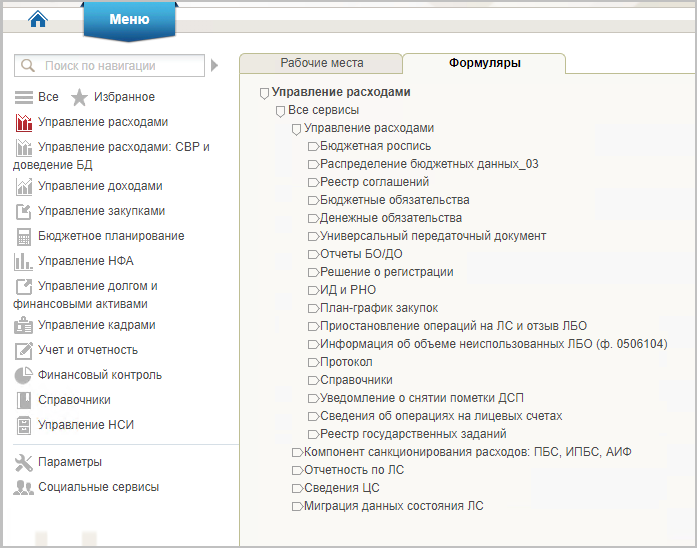 Меню
Поиск по навигации
Все
Избранное
Управление расходами
Управление расходами: СВР и
доведение БД
Управление доходами
Управление закупками
Бюджетное планирование
Управление НФА
Управление долгом и
финансовыми активами
Управление кадрами
Учет и отчетность
Финансовый контроль
Справочники
Управление НСИ
Параметры
Социальные сервисы
Рабочие места
Формуляры
Управление расходами
Все сервисы
Управление расходами
Бюджетная роспись
Распределение бюджетных данных_03
Реестр соглашений
Бюджетные обязательства
Денежные обязательства
Универсальный передаточный документ
Отчеты БО/ДО
Решение о регистрации
ИД и РНО
План-график закупок
Приостановление операций на ЛС и отзыв ЛБО
Информация об объеме неиспользованных ЛБО (ф. 0506104)
Протокол
Справочники
Уведомление о снятии пометки ДСП
Сведения об операциях на лицевых счетах
Реестр государственных заданий
Компонент санкционирования расходов: ПБС, ИПБС, АИФ
Отчетность по ЛС
Сведения ЦС
Миграция данных состояния ЛС